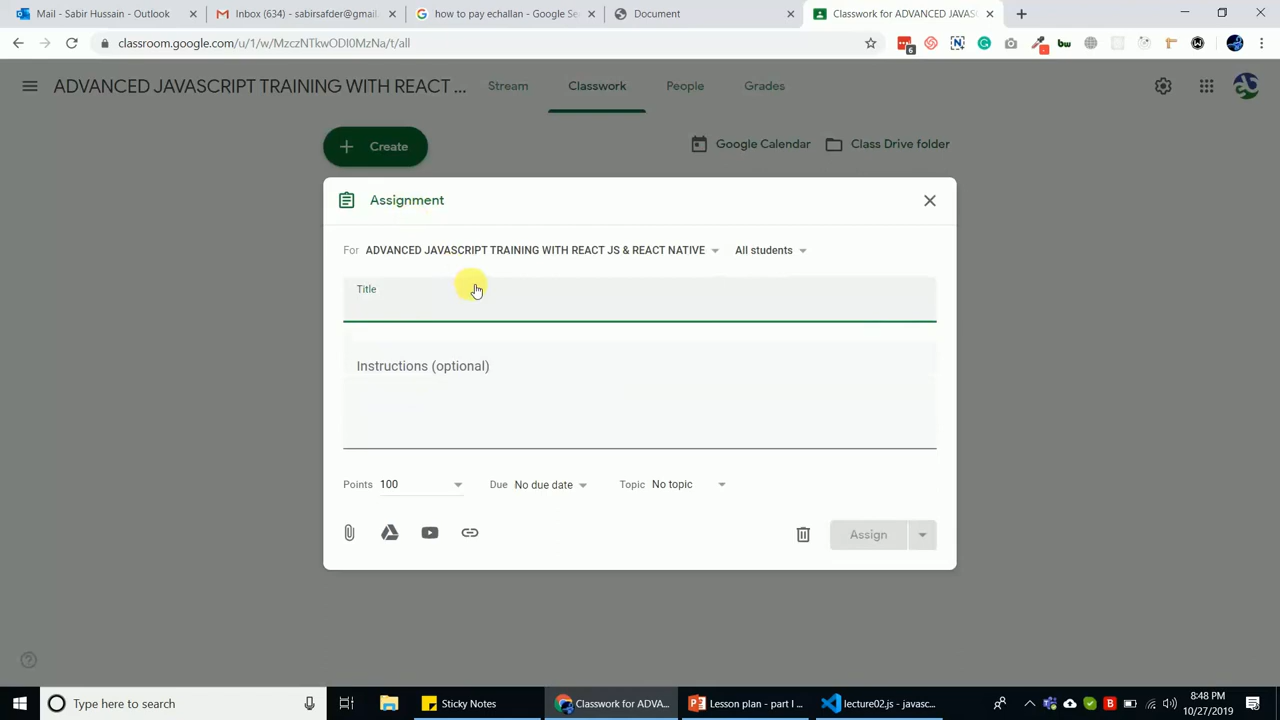 Mail - Sabir Hussain - Outlook
Inbox (634) - sabirsafder@gmail.
how to pay echallan - Google Se
Document
Classwork for ADVANCED JAVAS
classroom.google.com/u/1/w/MzczNTkwODI0MzNa/t/all
6
ADVANCED JAVASCRIPT TRAINING WITH REACT ...
Stream
Classwork
People
Grades
Create
Google Calendar
Class Drive folder
Assignment
For ADVANCED JAVASCRIPT TRAINING WITH REACT JS & REACT NATIVE
All students
Title
Instructions (optional)
Points 100
Due No due date
Topic No topic
Assign
Type here to search
Sticky Notes
Classwork for ADVA...
Lesson plan - part I ...
lecture02.js - javasc...
8:48 PM
10/27/2019